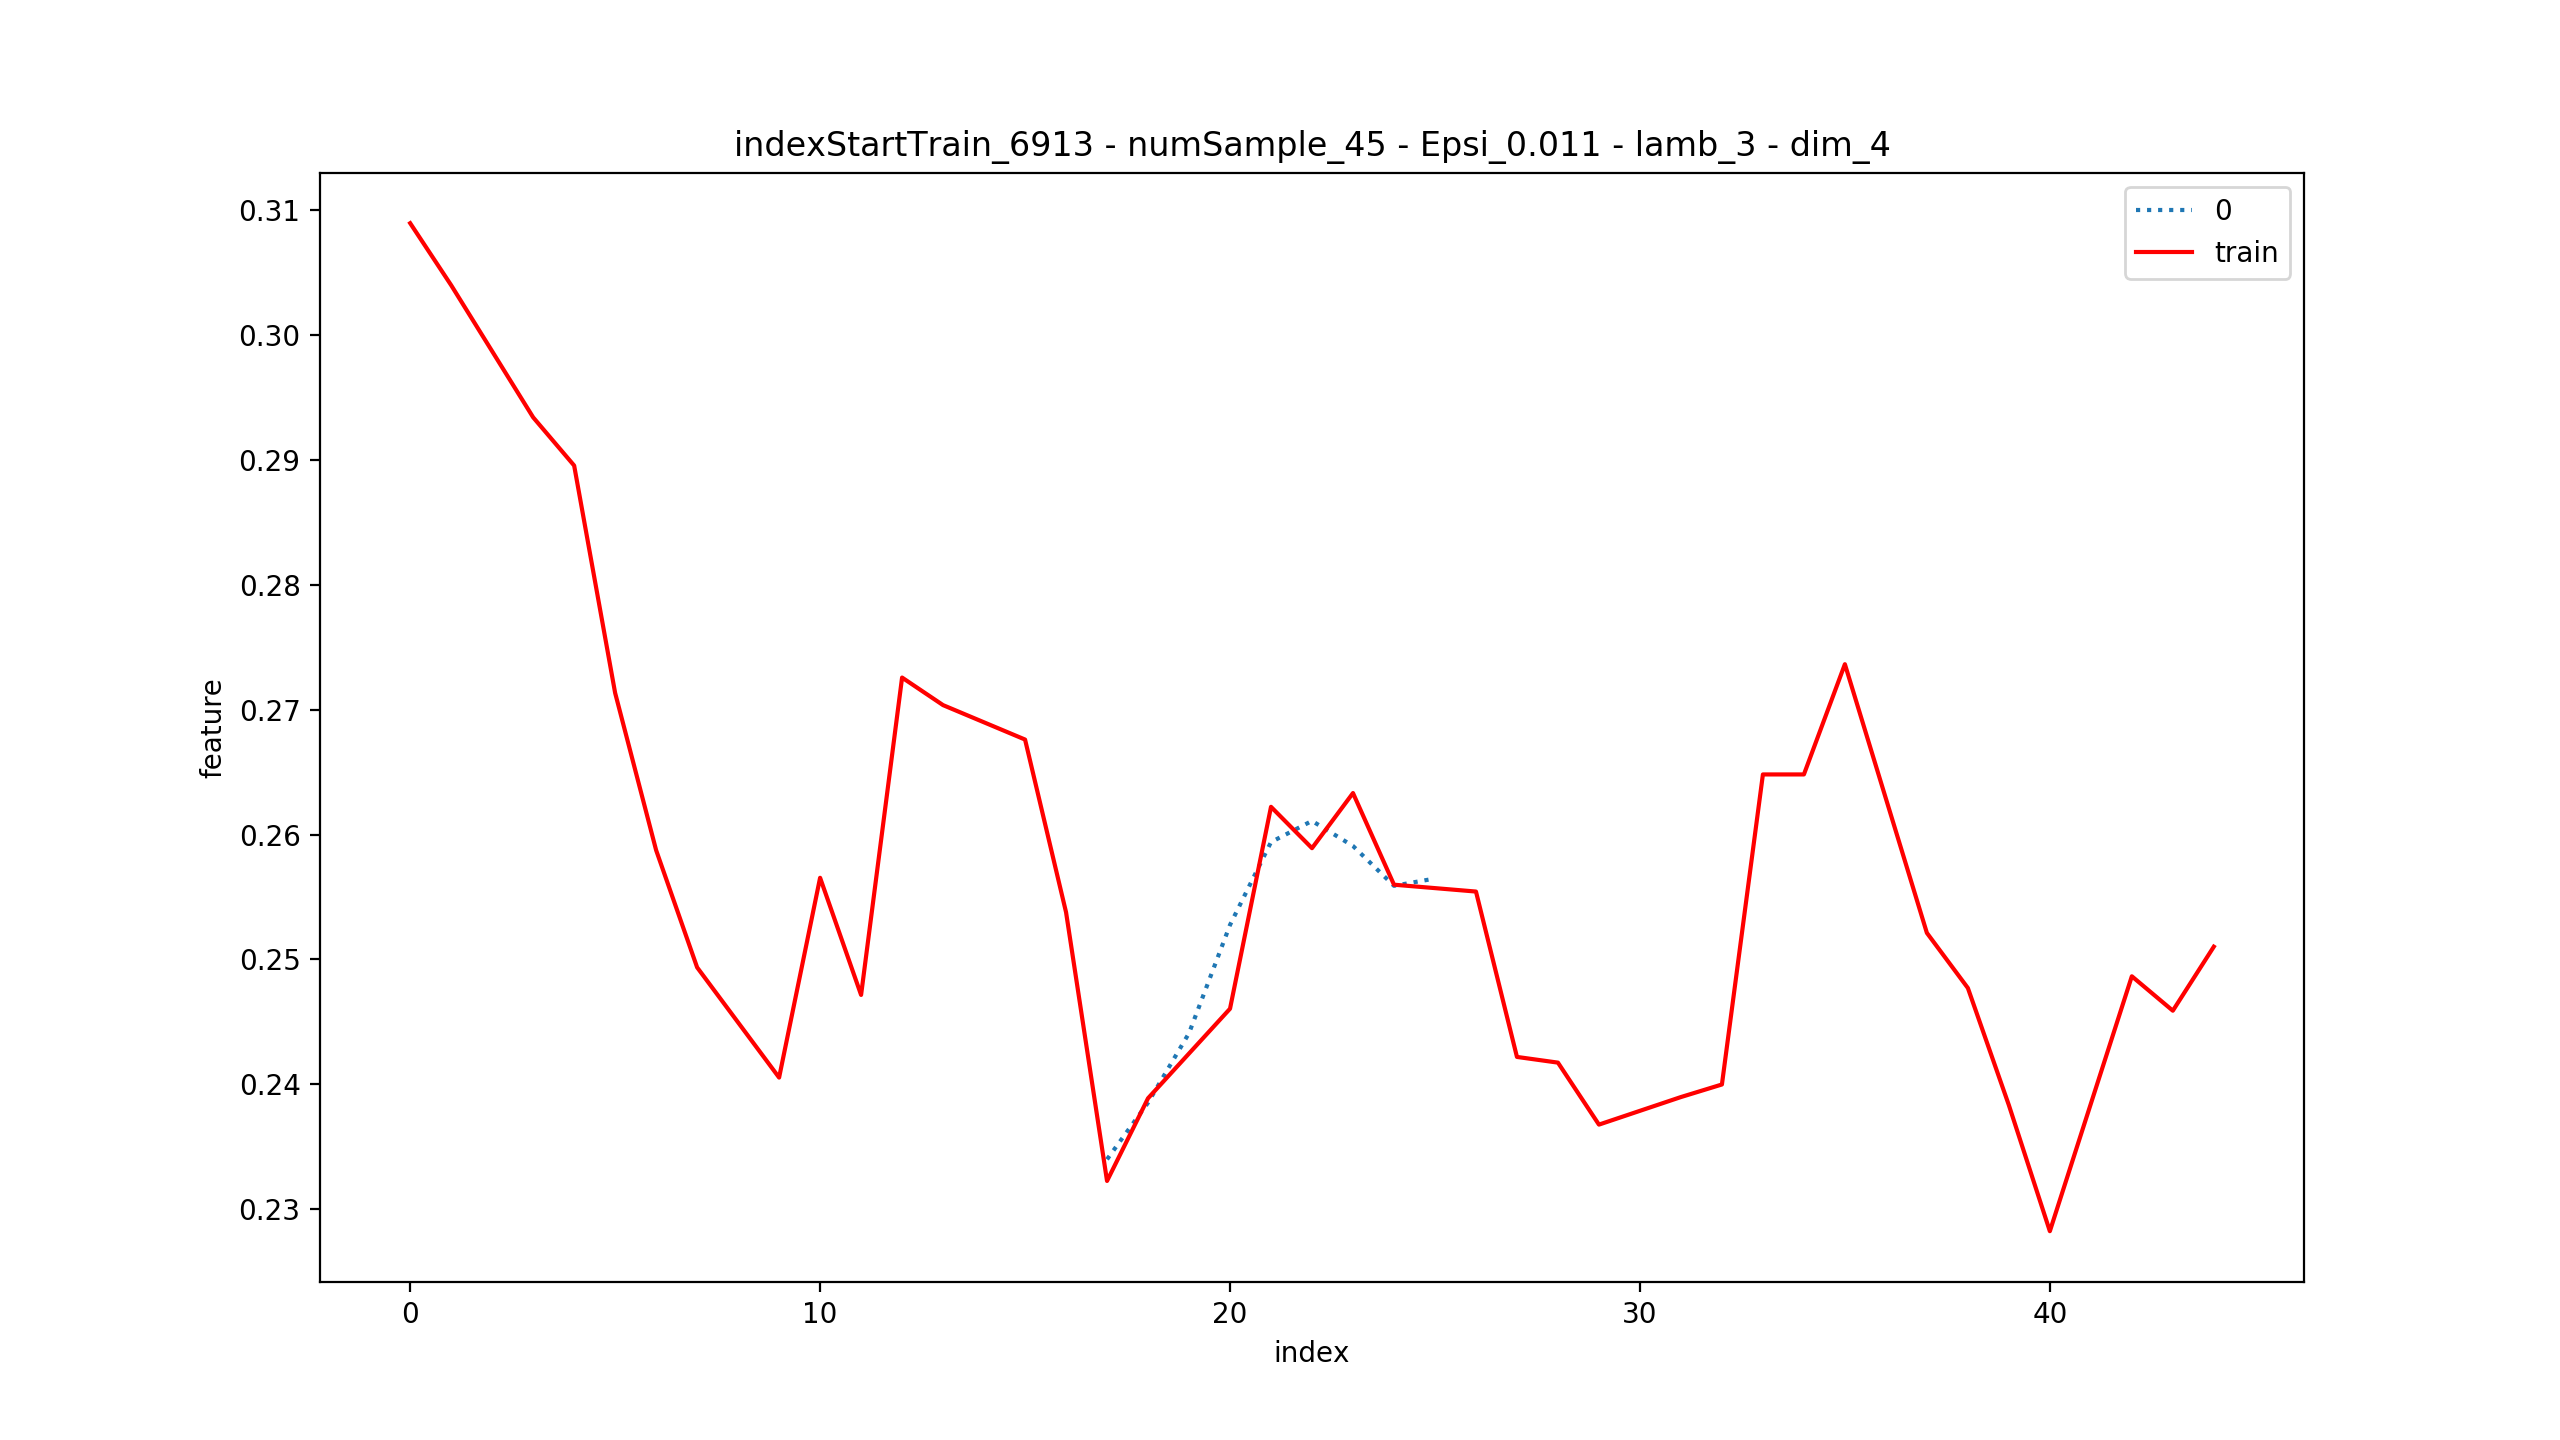 indexStartTrain_6913 - numSample_45 - Epsi_0.011 - lamb_3 - dim_4
0
train
0.31
0.30
0.29
0.28
0.27
0.26
0.25
0.24
0.23
feature
0 10 20 30 40
index